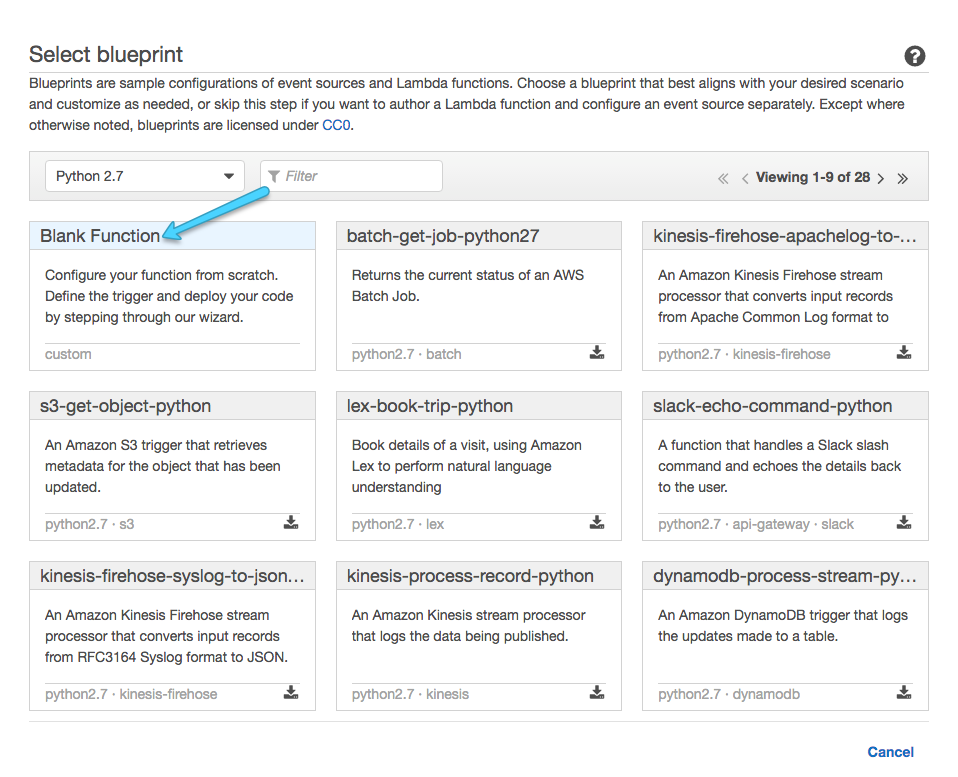 Select blueprint
?
Blueprints are sample configurations of event sources and Lambda functions. Choose a blueprint that best aligns with your desired scenario
and customize as needed, or skip this step if you want to author a Lambda function and configure an event source separately. Except where
otherwise noted, blueprints are licensed under CC0.
Python 2.7
Filter
« ‹ Viewing 1-9 of 28 › »
Blank Function
Configure your function from scratch.
Define the trigger and deploy your code
by stepping through our wizard.
custom
batch-get-job-python27
Returns the current status of an AWS
Batch Job.
python2.7 · batch
kinesis-firehose-apachelog-to-...
An Amazon Kinesis Firehose stream
processor that converts input records
from Apache Common Log format to
python2.7 · kinesis-firehose
s3-get-object-python
An Amazon S3 trigger that retrieves
metadata for the object that has been
updated.
python2.7 · s3
lex-book-trip-python
Book details of a visit, using Amazon
Lex to perform natural language
understanding
python2.7 · lex
slack-echo-command-python
A function that handles a Slack slash
command and echoes the details back
to the user.
python2.7 · api-gateway · slack
kinesis-firehose-syslog-to-json...
An Amazon Kinesis Firehose stream
processor that converts input records
from RFC3164 Syslog format to JSON.
python2.7 · kinesis-firehose
kinesis-process-record-python
An Amazon Kinesis stream processor
that logs the data being published.
python2.7 · kinesis
dynamodb-process-stream-py...
An Amazon DynamoDB trigger that logs
the updates made to a table.
python2.7 · dynamodb
Cancel